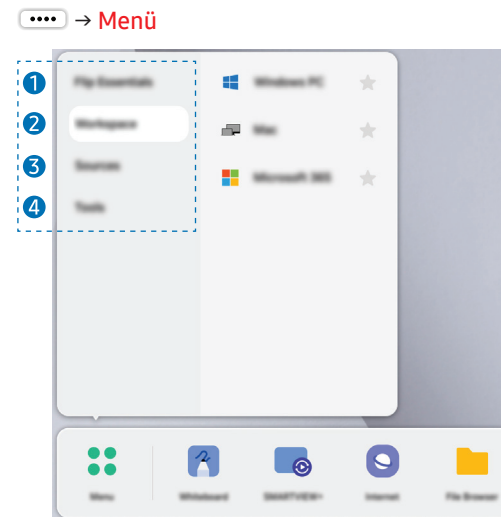 → Menü
1
Flip Essentials
Windows PC
2
Workspace
Mac
3
Sources
Microsoft 365
4
Tools
Menu
Whiteboard
SMARTVIEW+
Internet
File Browser